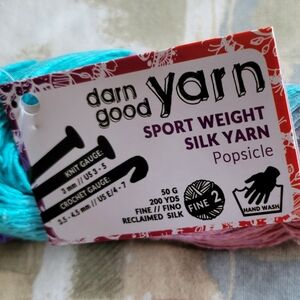 darn
good
yarn
SPORT WEIGHT
SILK YARN
Popsicle
KNIT GAUGE:
3 mm // US 3 - 5
CROCHET GAUGE:
3.5 - 4.5 mm // US E/4 - 7
50 G
200 YDS
FINE // FINO
RECLAIMED SILK
FINE 2
HAND WASH